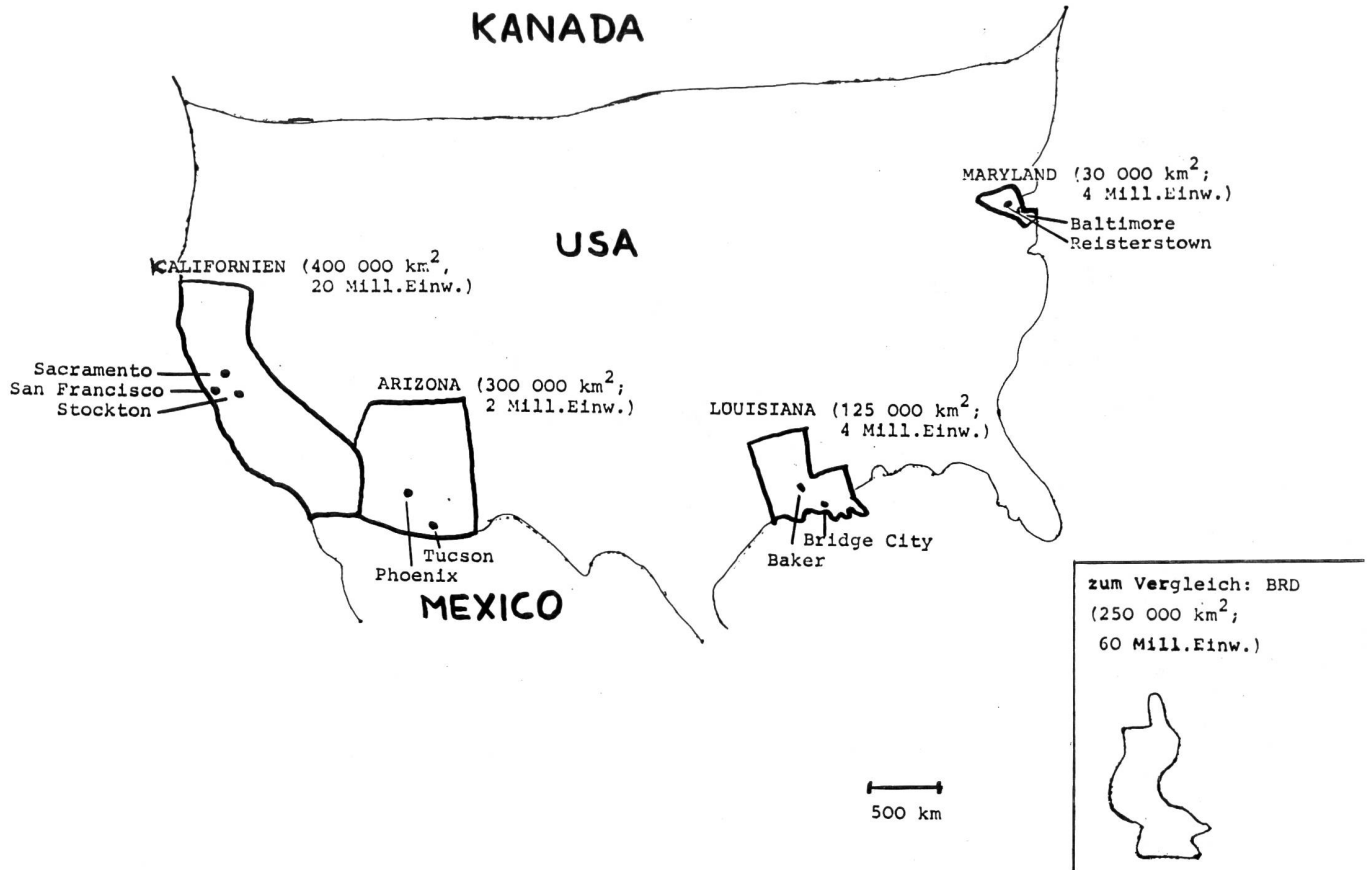 KANADA
MARYLAND (30 000 km²;
4 Mill.Einw.)
Baltimore
Reisterstown
USA
KALIFORNIEN (400 000 km²,
20 Mill.Einw.)
Sacramento
San Francisco
Stockton
ARIZONA (300 000 km²;
2 Mill.Einw.)
LOUISIANA (125 000 km²;
4 Mill.Einw.)
Tucson
Phoenix
Bridge City
Baker
MEXICO
zum Vergleich: BRD
(250 000 km²;
60 Mill.Einw.)
500 km